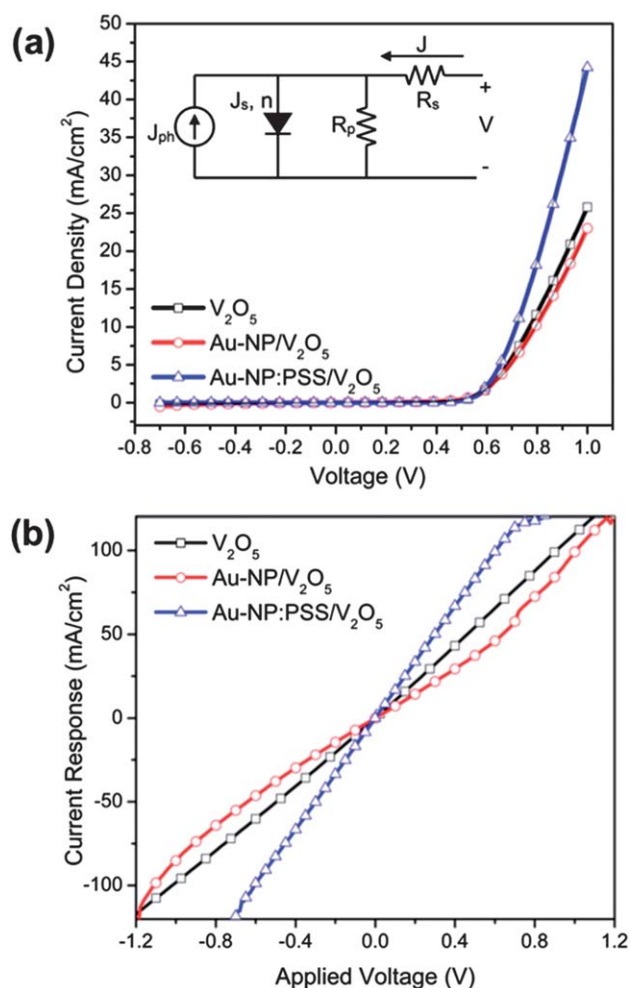 (a)
50
45
40
35
30
25
20
15
10
5
0
Current Density (mA/cm²)
J
Jₛ, n
Rₛ
+
Jₚₕ
Rₚ
V
-
V₂O₅
Au-NP/V₂O₅
Au-NP:PSS/V₂O₅
-0.8 -0.6 -0.4 -0.2 0.0 0.2 0.4 0.6 0.8 1.0
Voltage (V)
(b)
100
50
0
-50
-100
Current Response (mA/cm²)
V₂O₅
Au-NP/V₂O₅
Au-NP:PSS/V₂O₅
-1.2 -0.8 -0.4 0.0 0.4 0.8 1.2
Applied Voltage (V)